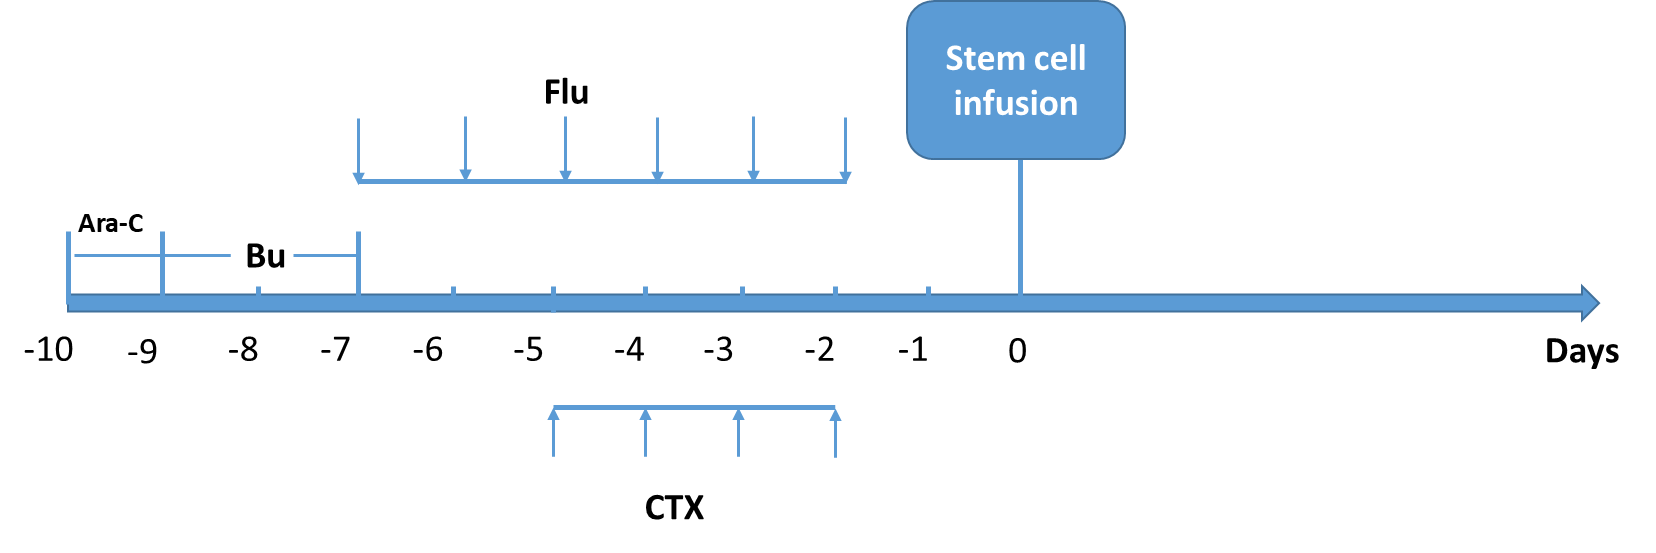 Stem cell
infusion
Flu
Ara-C
Bu
-10 -9 -8 -7 -6 -5 -4 -3 -2 -1 0 Days
CTX